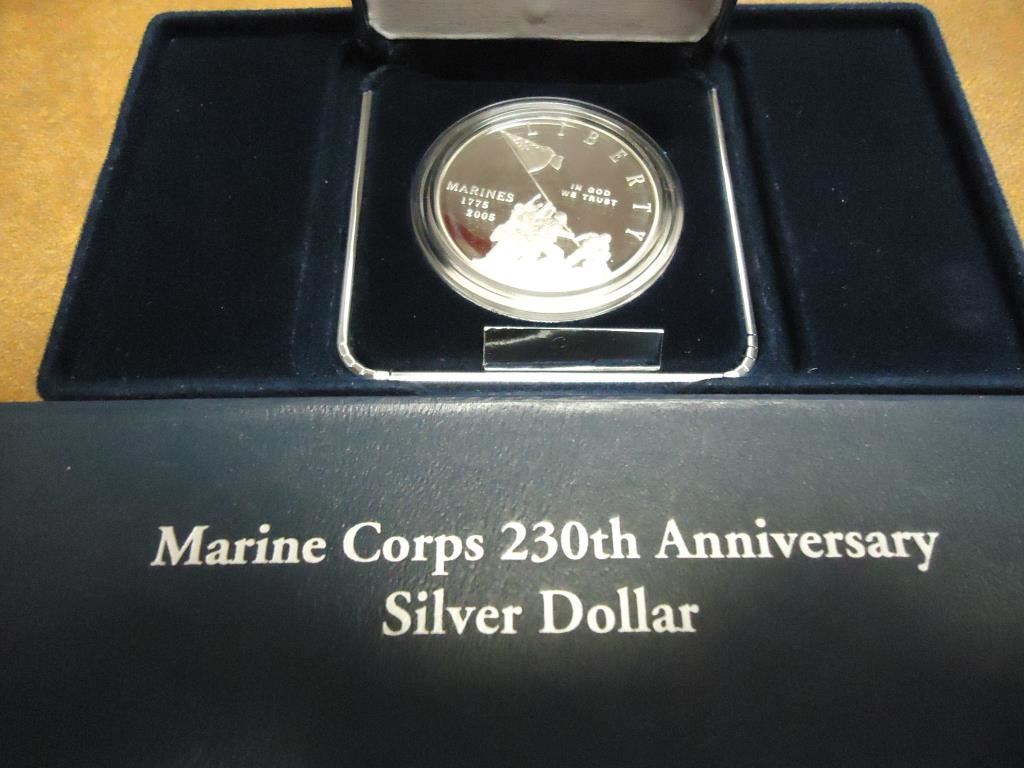 LIBERTY
MARINES
1775
2005
IN GOD
WE TRUST
Marine Corps 230th Anniversary
Silver Dollar